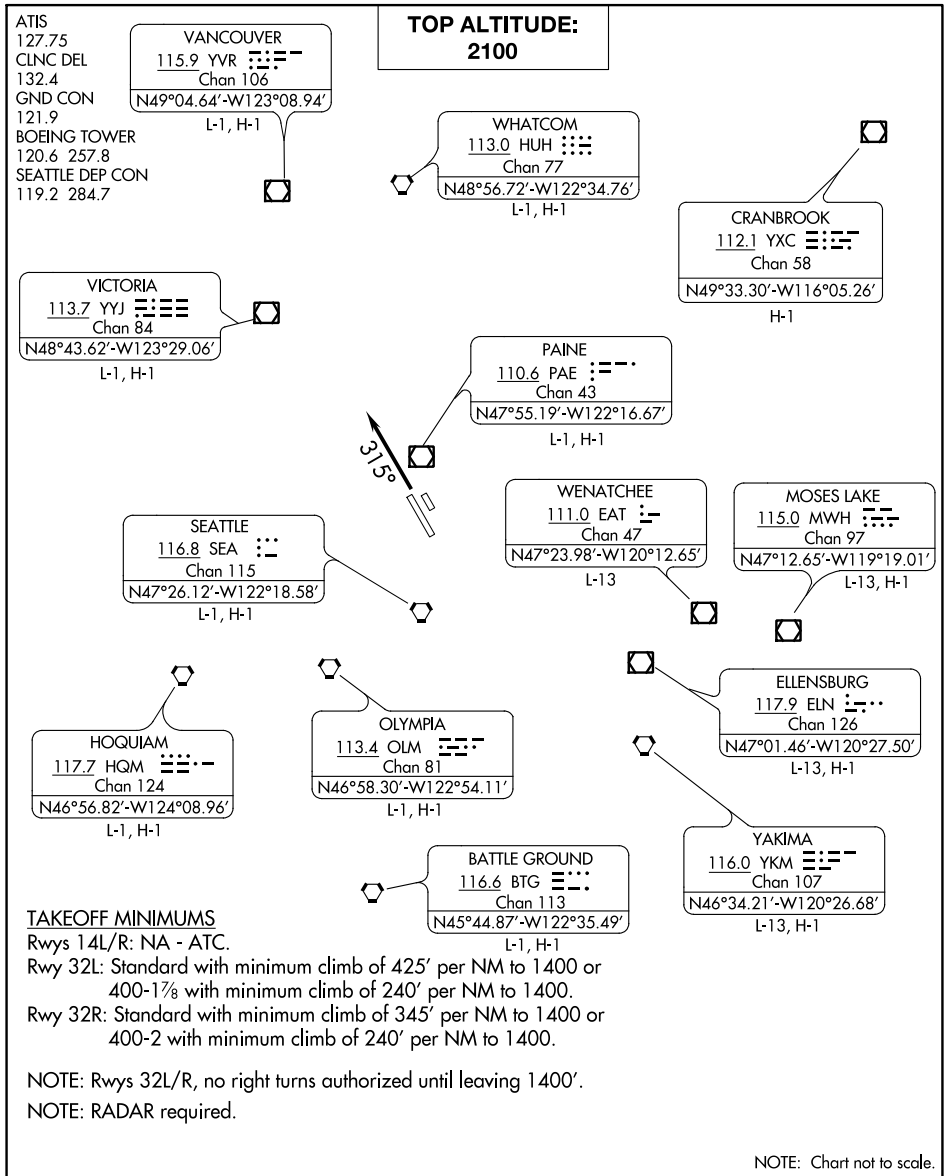 ATIS
127.75
CLNC DEL
132.4
GND CON
121.9
BOEING TOWER
120.6 257.8
SEATTLE DEP CON
119.2 284.7
TOP ALTITUDE:
2100
VANCOUVER
115.9 YVR
Chan 106
N49°04.64'-W123°08.94'
L-1, H-1
WHATCOM
113.0 HUH
Chan 77
N48°56.72'-W122°34.76'
L-1, H-1
CRANBROOK
112.1 YXC
Chan 58
N49°33.30'-W116°05.26'
H-1
VICTORIA
113.7 YYJ
Chan 84
N48°43.62'-W123°29.06'
L-1, H-1
PAINE
110.6 PAE
Chan 43
N47°55.19'-W122°16.67'
L-1, H-1
315°
SEATTLE
116.8 SEA
Chan 115
N47°26.12'-W122°18.58'
L-1, H-1
WENATCHEE
111.0 EAT
Chan 47
N47°23.98'-W120°12.65'
L-13
MOSES LAKE
115.0 MWH
Chan 97
N47°12.65'-W119°19.01'
L-13, H-1
HOQUIAM
117.7 HQM
Chan 124
N46°56.82'-W124°08.96'
L-1, H-1
OLYMPIA
113.4 OLM
Chan 81
N46°58.30'-W122°54.11'
L-1, H-1
ELLENSBURG
117.9 ELN
Chan 126
N47°01.46'-W120°27.50'
L-13, H-1
BATTLE GROUND
116.6 BTG
Chan 113
N45°44.87'-W122°35.49'
L-1, H-1
YAKIMA
116.0 YKM
Chan 107
N46°34.21'-W120°26.68'
L-13, H-1
TAKEOFF MINIMUMS
Rwys 14L/R: NA - ATC.
Rwy 32L: Standard with minimum climb of 425' per NM to 1400 or
400-1⅞ with minimum climb of 240' per NM to 1400.
Rwy 32R: Standard with minimum climb of 345' per NM to 1400 or
400-2 with minimum climb of 240' per NM to 1400.
NOTE: Rwys 32L/R, no right turns authorized until leaving 1400'.
NOTE: RADAR required.
NOTE: Chart not to scale.